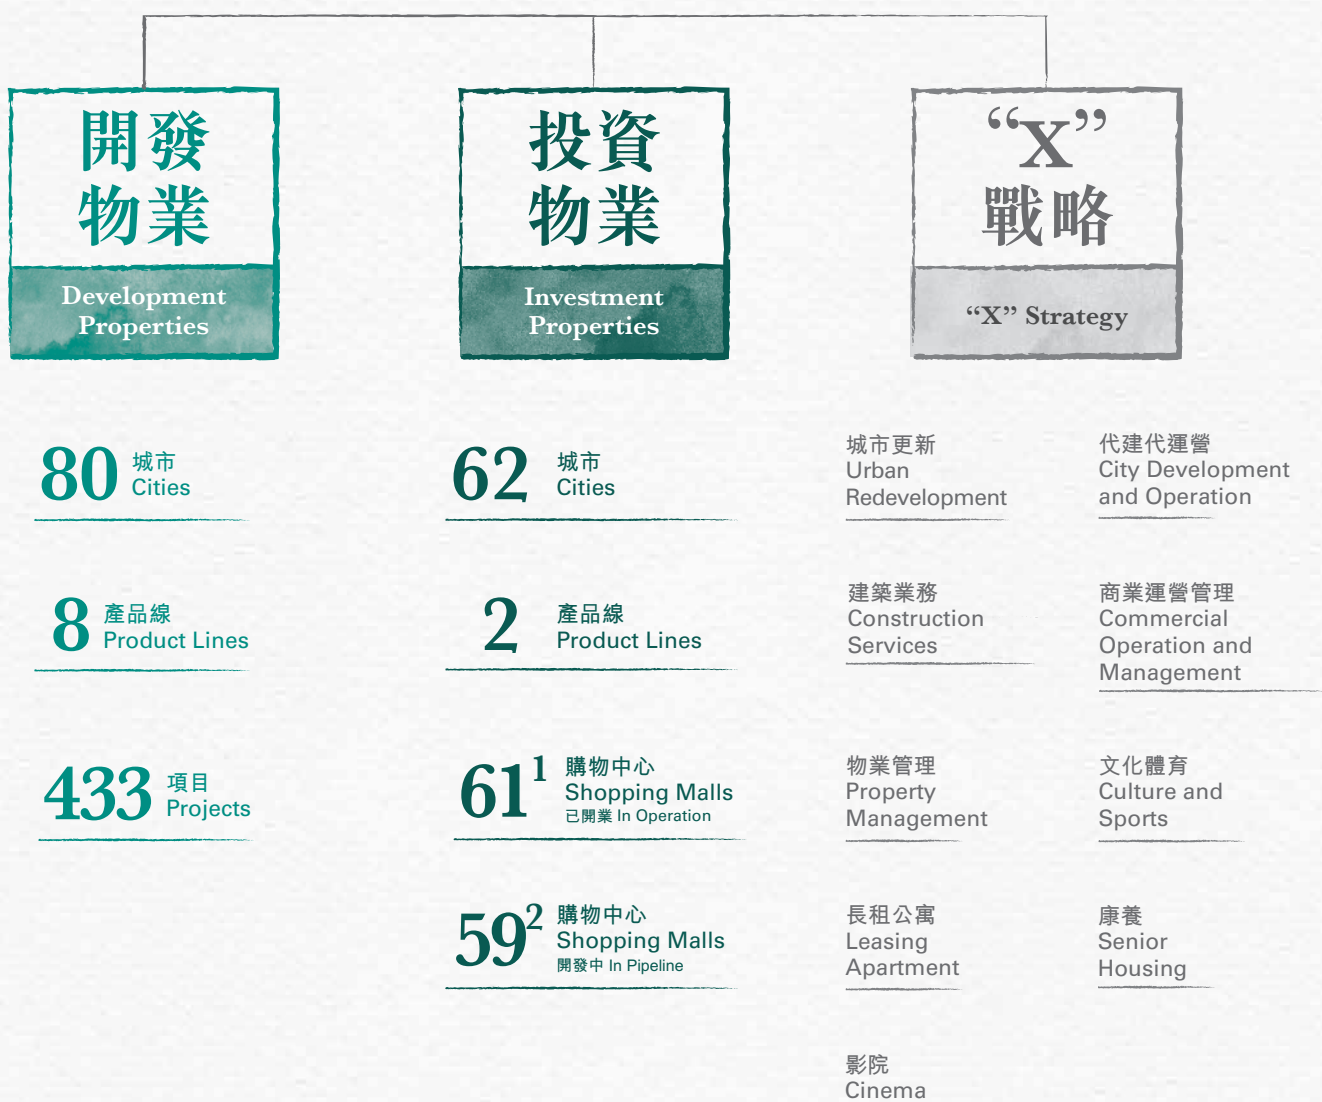 開發
物業
Development
Properties
80 城市
Cities
8 產品線
Product Lines
433 項目
Projects
投資
物業
Investment
Properties
62 城市
Cities
2 產品線
Product Lines
61¹ 購物中心
Shopping Malls
已開業 In Operation
59² 購物中心
Shopping Malls
開發中 In Pipeline
“X”
戰略
“X” Strategy
城市更新
Urban
Redevelopment
代建代運營
City Development
and Operation
建築業務
Construction
Services
商業運營管理
Commercial
Operation and
Management
物業管理
Property
Management
文化體育
Culture and
Sports
長租公寓
Leasing
Apartment
康養
Senior
Housing
影院
Cinema